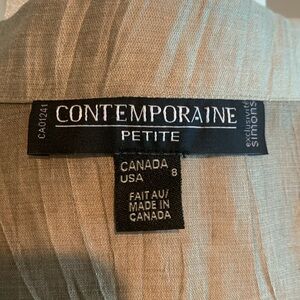 CA01241
CONTEMPORAINE
PETITE
exclusivité
simons
CANADA 8
USA
FAIT AU/
MADE IN
CANADA